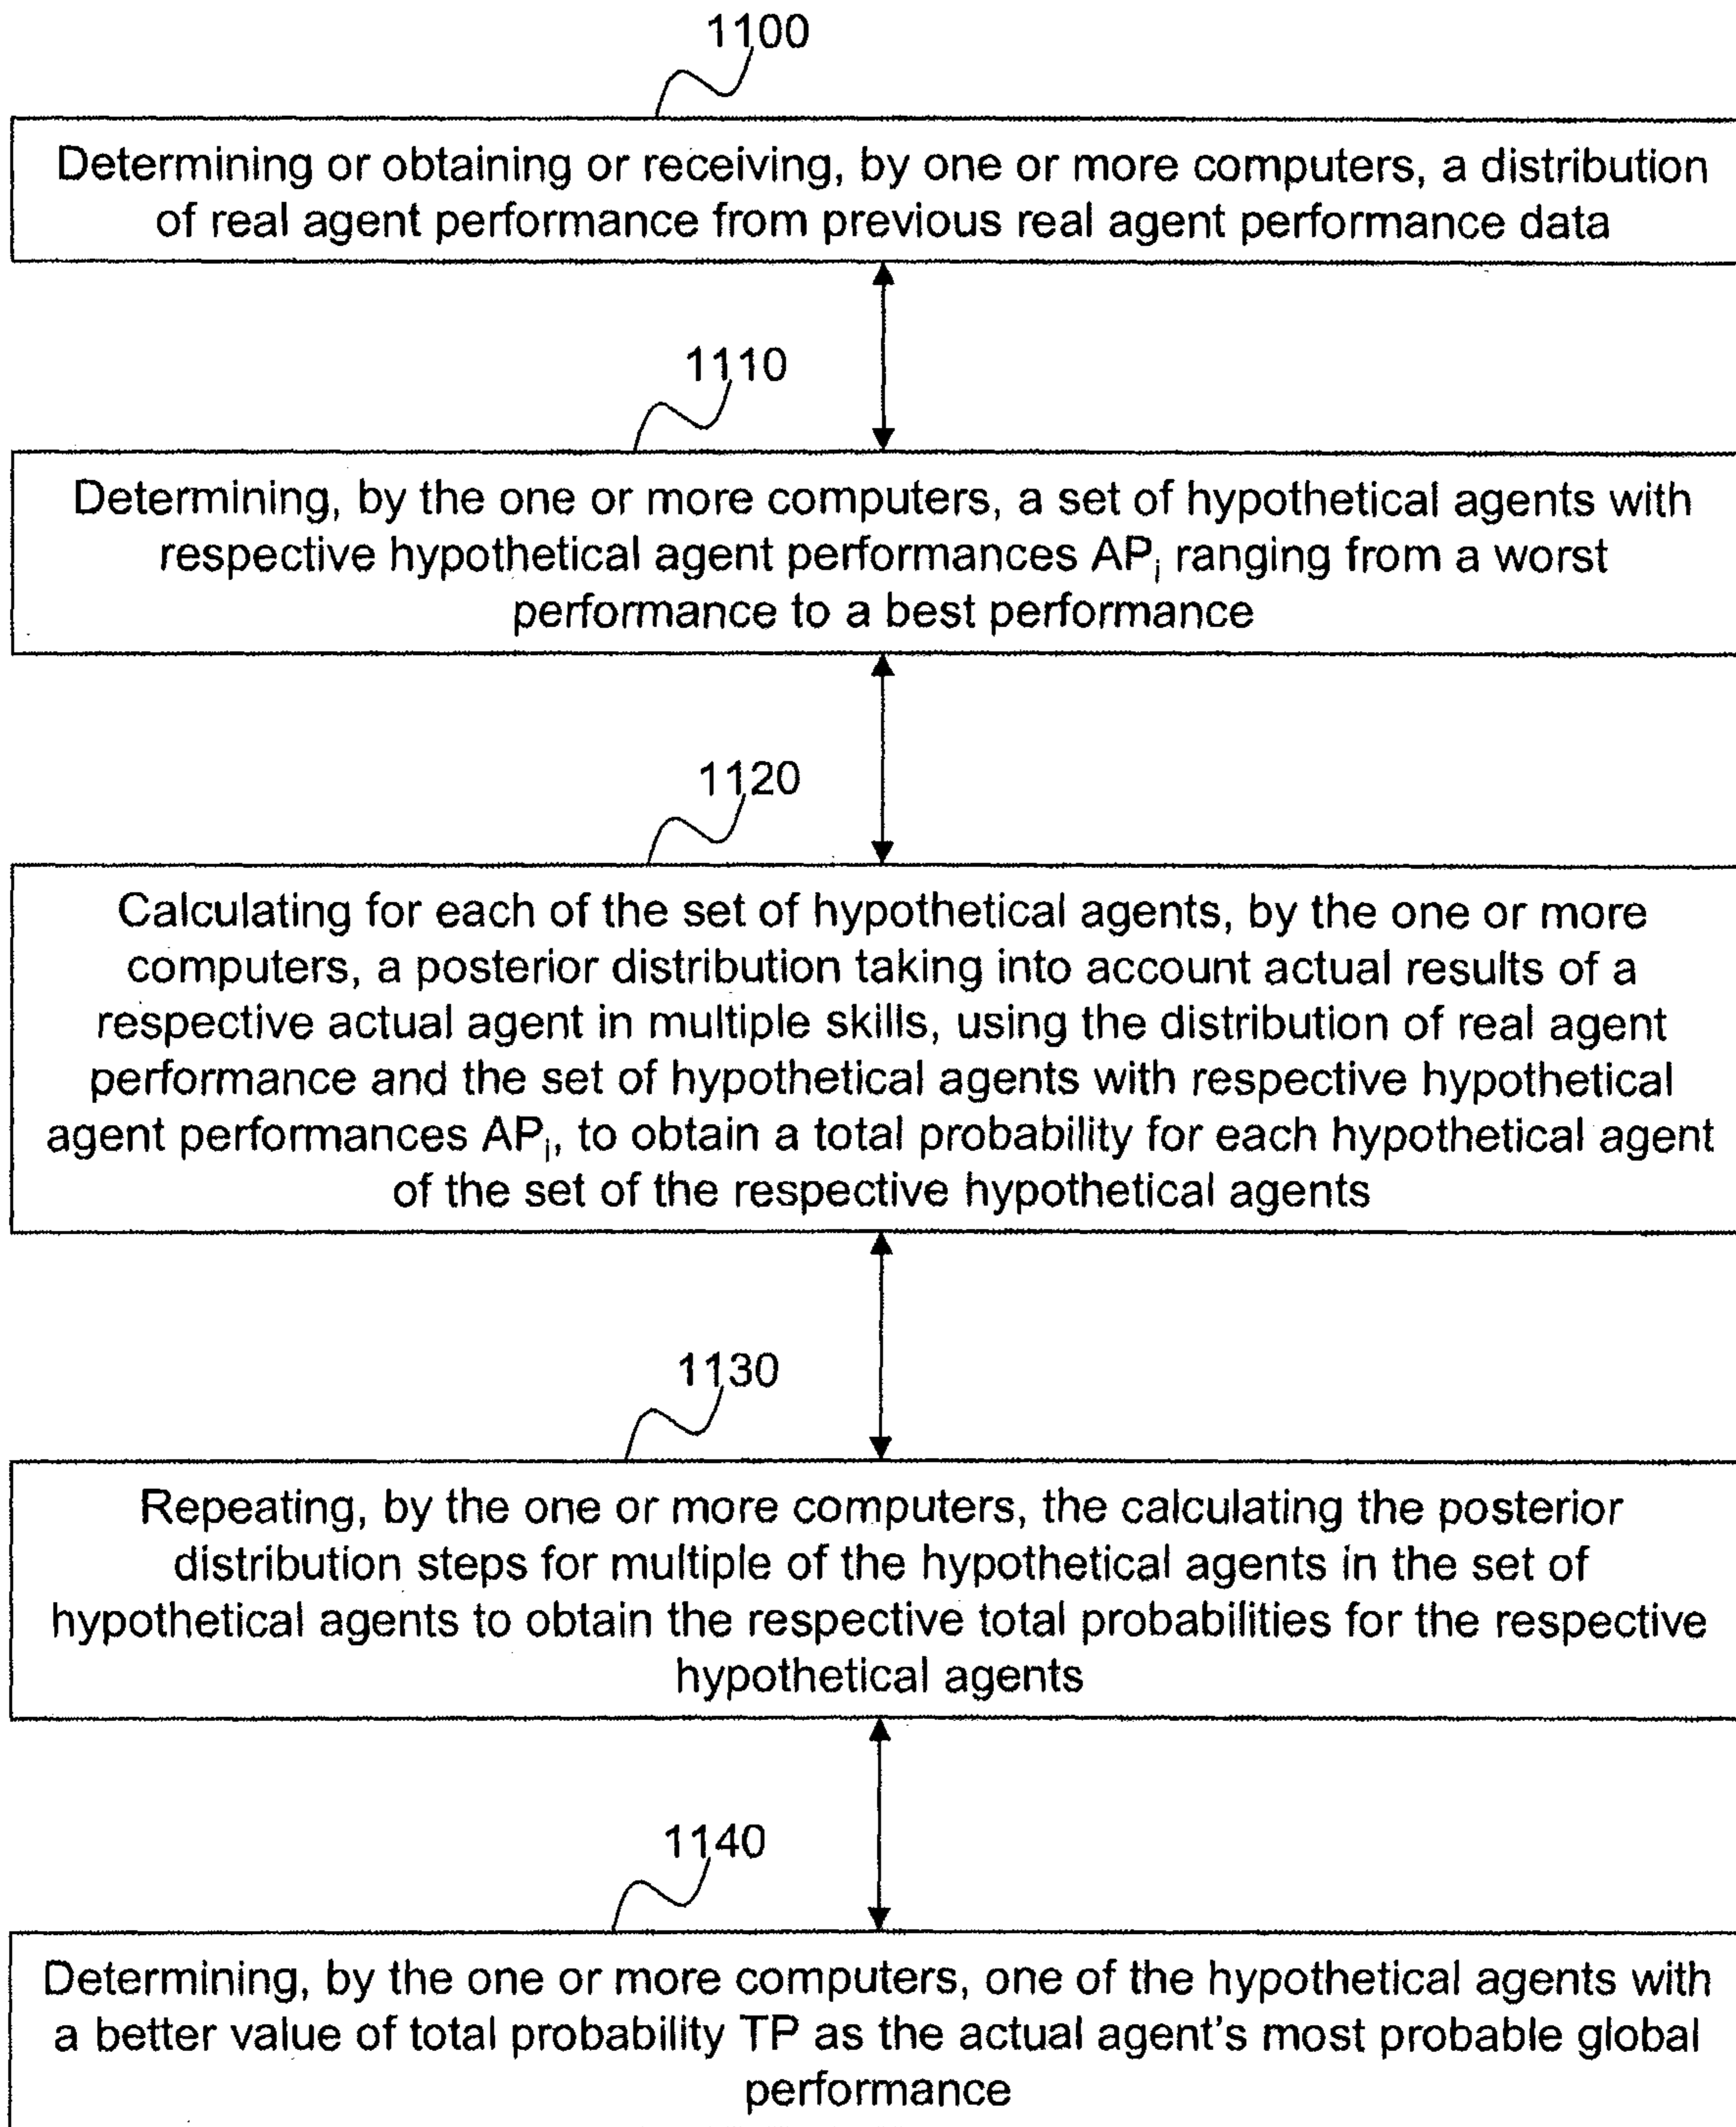 1100
Determining or obtaining or receiving, by one or more computers, a distribution
of real agent performance from previous real agent performance data
1110
Determining, by the one or more computers, a set of hypothetical agents with
respective hypothetical agent performances APi ranging from a worst
performance to a best performance
1120
Calculating for each of the set of hypothetical agents, by the one or more
computers, a posterior distribution taking into account actual results of a
respective actual agent in multiple skills, using the distribution of real agent
performance and the set of hypothetical agents with respective hypothetical
agent performances APi, to obtain a total probability for each hypothetical agent
of the set of the respective hypothetical agents
1130
Repeating, by the one or more computers, the calculating the posterior
distribution steps for multiple of the hypothetical agents in the set of
hypothetical agents to obtain the respective total probabilities for the respective
hypothetical agents
1140
Determining, by the one or more computers, one of the hypothetical agents with
a better value of total probability TP as the actual agent's most probable global
performance